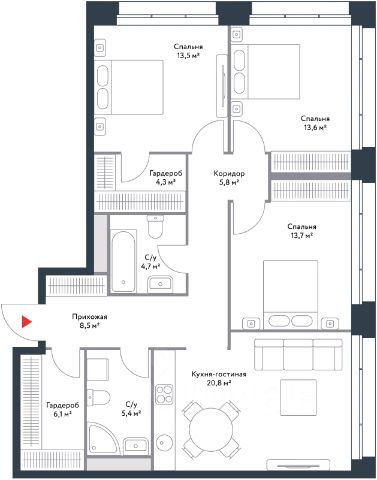 Спальня
13,5 м²
Спальня
13,6 м²
Гардероб
4,3 м²
Коридор
5,8 м²
Спальня
13,7 м²
С/у
4,7 м²
Прихожая
8,5 м²
Кухня-гостиная
20,8 м²
Гардероб
6,1 м²
С/у
5,4 м²